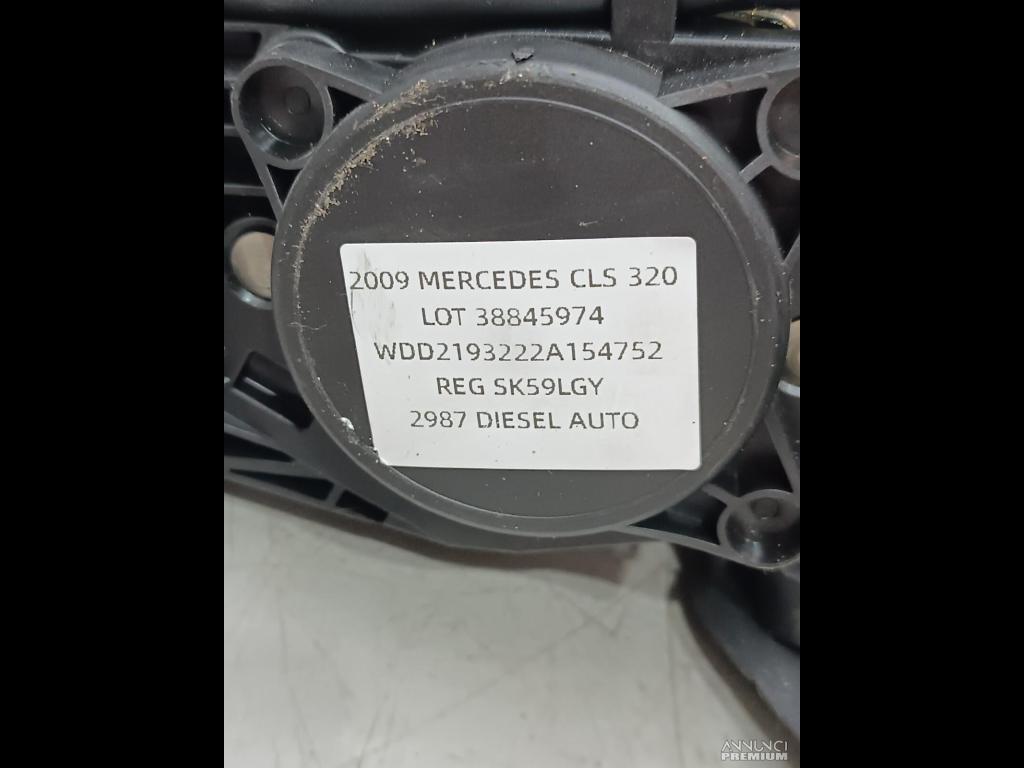 2009 MERCEDES CLS 320
LOT 38845974
WDD2193222A154752
REG SK59LGY
2987 DIESEL AUTO
ANNUNCI
PREMIUM